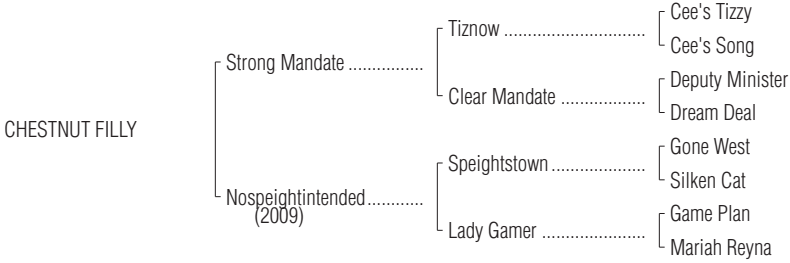 Cee's Tizzy
Tiznow ..............................
Cee's Song
Strong Mandate ................
Deputy Minister
Clear Mandate ..................
Dream Deal
CHESTNUT FILLY
Gone West
Speightstown ....................
Silken Cat
Nospeightintended............
(2009)
Game Plan
Lady Gamer ......................
Mariah Reyna